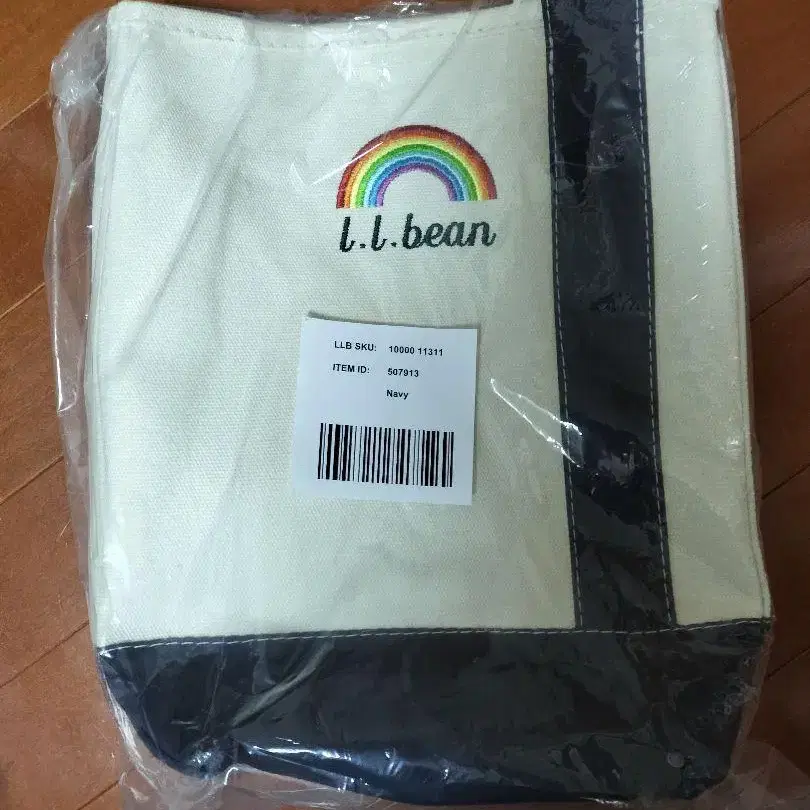 l.l.bean
LLB SKU: 10000 11311
ITEM ID: 507913
Navy